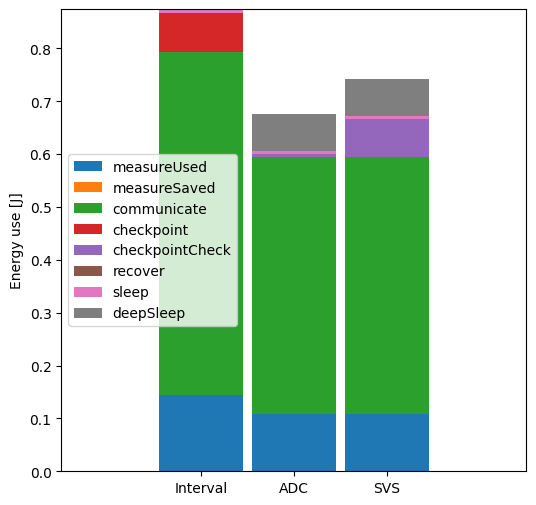 Energy use [J]
0.8
0.7
0.6
0.5
0.4
0.3
0.2
0.1
0.0
measureUsed
measureSaved
communicate
checkpoint
checkpointCheck
recover
sleep
deepSleep
Interval
ADC
SVS